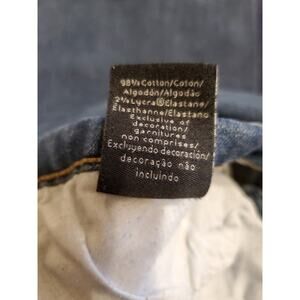 98% Cotton/Coton/
Algodón/Algodão
2% Lycra® Elastane/
Elasthanne/Elastano
Exclusive of
decoration/
garnitures
non comprises/
Excluyendo decoración/
decoração não
incluindo